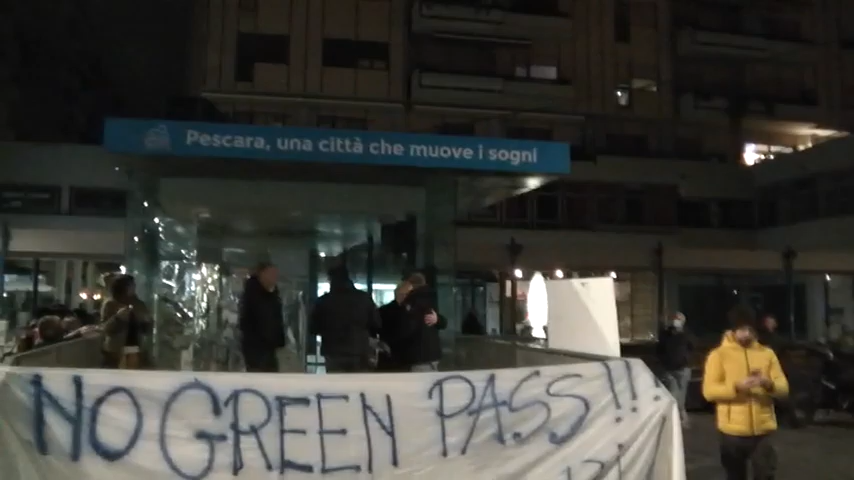 Pescara, una città che muove i sogni
NO GREEN PASS!!.